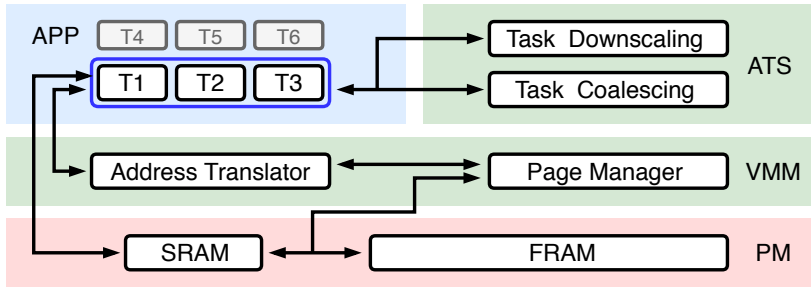 APP T4 T5 T6
T1 T2 T3
Task Downscaling
Task Coalescing
ATS
Address Translator Page Manager VMM
SRAM FRAM PM